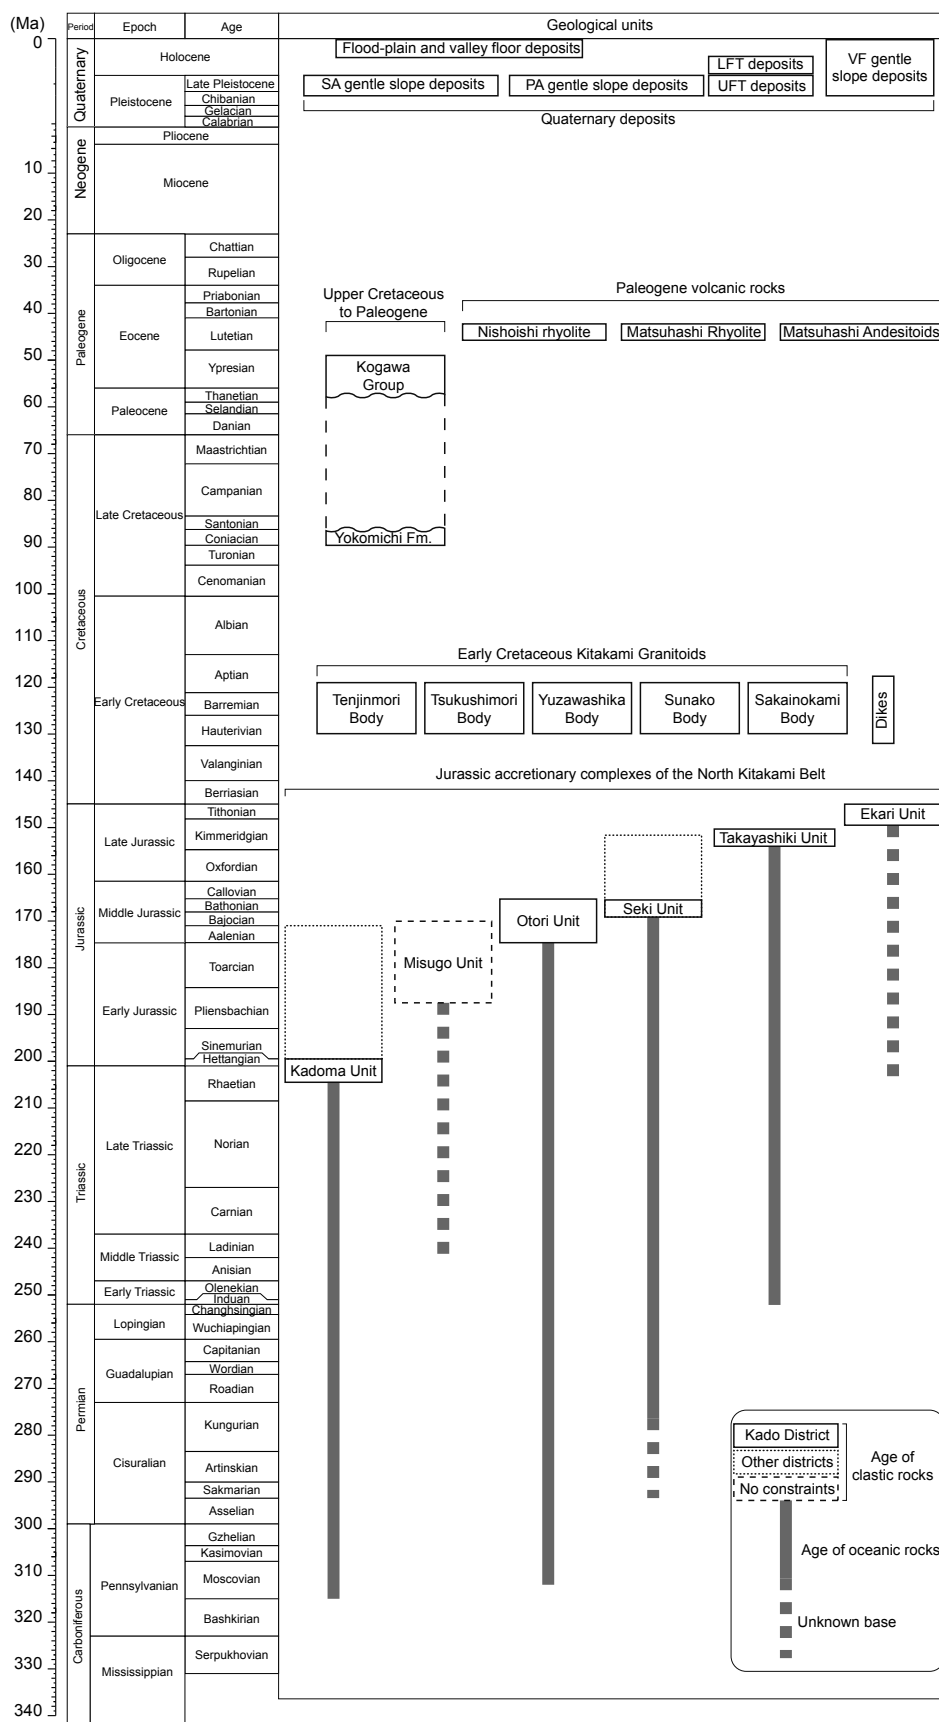 (Ma)
Period
Epoch
Age
Geological units
0
10
20
30
40
50
60
70
80
90
100
110
120
130
140
150
160
170
180
190
200
210
220
230
240
250
260
270
280
290
300
310
320
330
340
Quaternary
Neogene
Paleogene
Cretaceous
Jurassic
Triassic
Permian
Carboniferous
Holocene
Pleistocene
Pliocene
Miocene
Oligocene
Eocene
Paleocene
Late Cretaceous
Early Cretaceous
Late Jurassic
Middle Jurassic
Early Jurassic
Late Triassic
Middle Triassic
Early Triassic
Lopingian
Guadalupian
Cisuralian
Pennsylvanian
Mississippian
Late Pleistocene
Chibanian
Gelacian
Calabrian
Chattian
Rupelian
Priabonian
Bartonian
Lutetian
Ypresian
Thanetian
Selandian
Danian
Maastrichtian
Campanian
Santonian
Coniacian
Turonian
Cenomanian
Albian
Aptian
Barremian
Hauterivian
Valanginian
Berriasian
Tithonian
Kimmeridgian
Oxfordian
Callovian
Bathonian
Bajocian
Aalenian
Toarcian
Pliensbachian
Sinemurian
Hettangian
Rhaetian
Norian
Carnian
Ladinian
Anisian
Olenekian
Induan
Changhsingian
Wuchiapingian
Capitanian
Wordian
Roadian
Kungurian
Artinskian
Sakmarian
Asselian
Gzhelian
Kasimovian
Moscovian
Bashkirian
Serpukhovian
Flood-plain and valley floor deposits
LFT deposits
VF gentle
slope deposits
SA gentle slope deposits
PA gentle slope deposits
UFT deposits
Quaternary deposits
Upper Cretaceous
to Paleogene
Paleogene volcanic rocks
Nishoishi rhyolite
Matsuhashi Rhyolite
Matsuhashi Andesitoids
Kogawa
Group
Yokomichi Fm.
Early Cretaceous Kitakami Granitoids
Tenjinmori
Body
Tsukushimori
Body
Yuzawashika
Body
Sunako
Body
Sakainokami
Body
Dikes
Jurassic accretionary complexes of the North Kitakami Belt
Ekari Unit
Takayashiki Unit
Seki Unit
Otori Unit
Misugo Unit
Kadoma Unit
Kado District
Other districts
No constraints
Age of
clastic rocks
Age of oceanic rocks
Unknown base